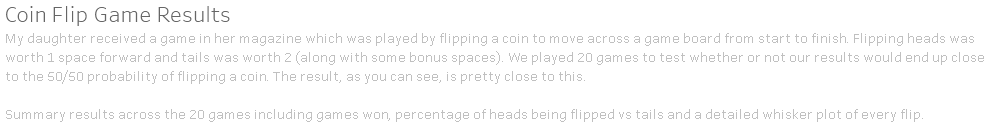 Coin Flip Game Results
My daughter received a game in her magazine which was played by flipping a coin to move across a game board from start to finish. Flipping heads was
worth 1 space forward and tails was worth 2 (along with some bonus spaces). We played 20 games to test whether or not our results would end up close
to the 50/50 probability of flipping a coin. The result, as you can see, is pretty close to this.
Summary results across the 20 games including games won, percentage of heads being flipped vs tails and a detailed whisker plot of every flip.